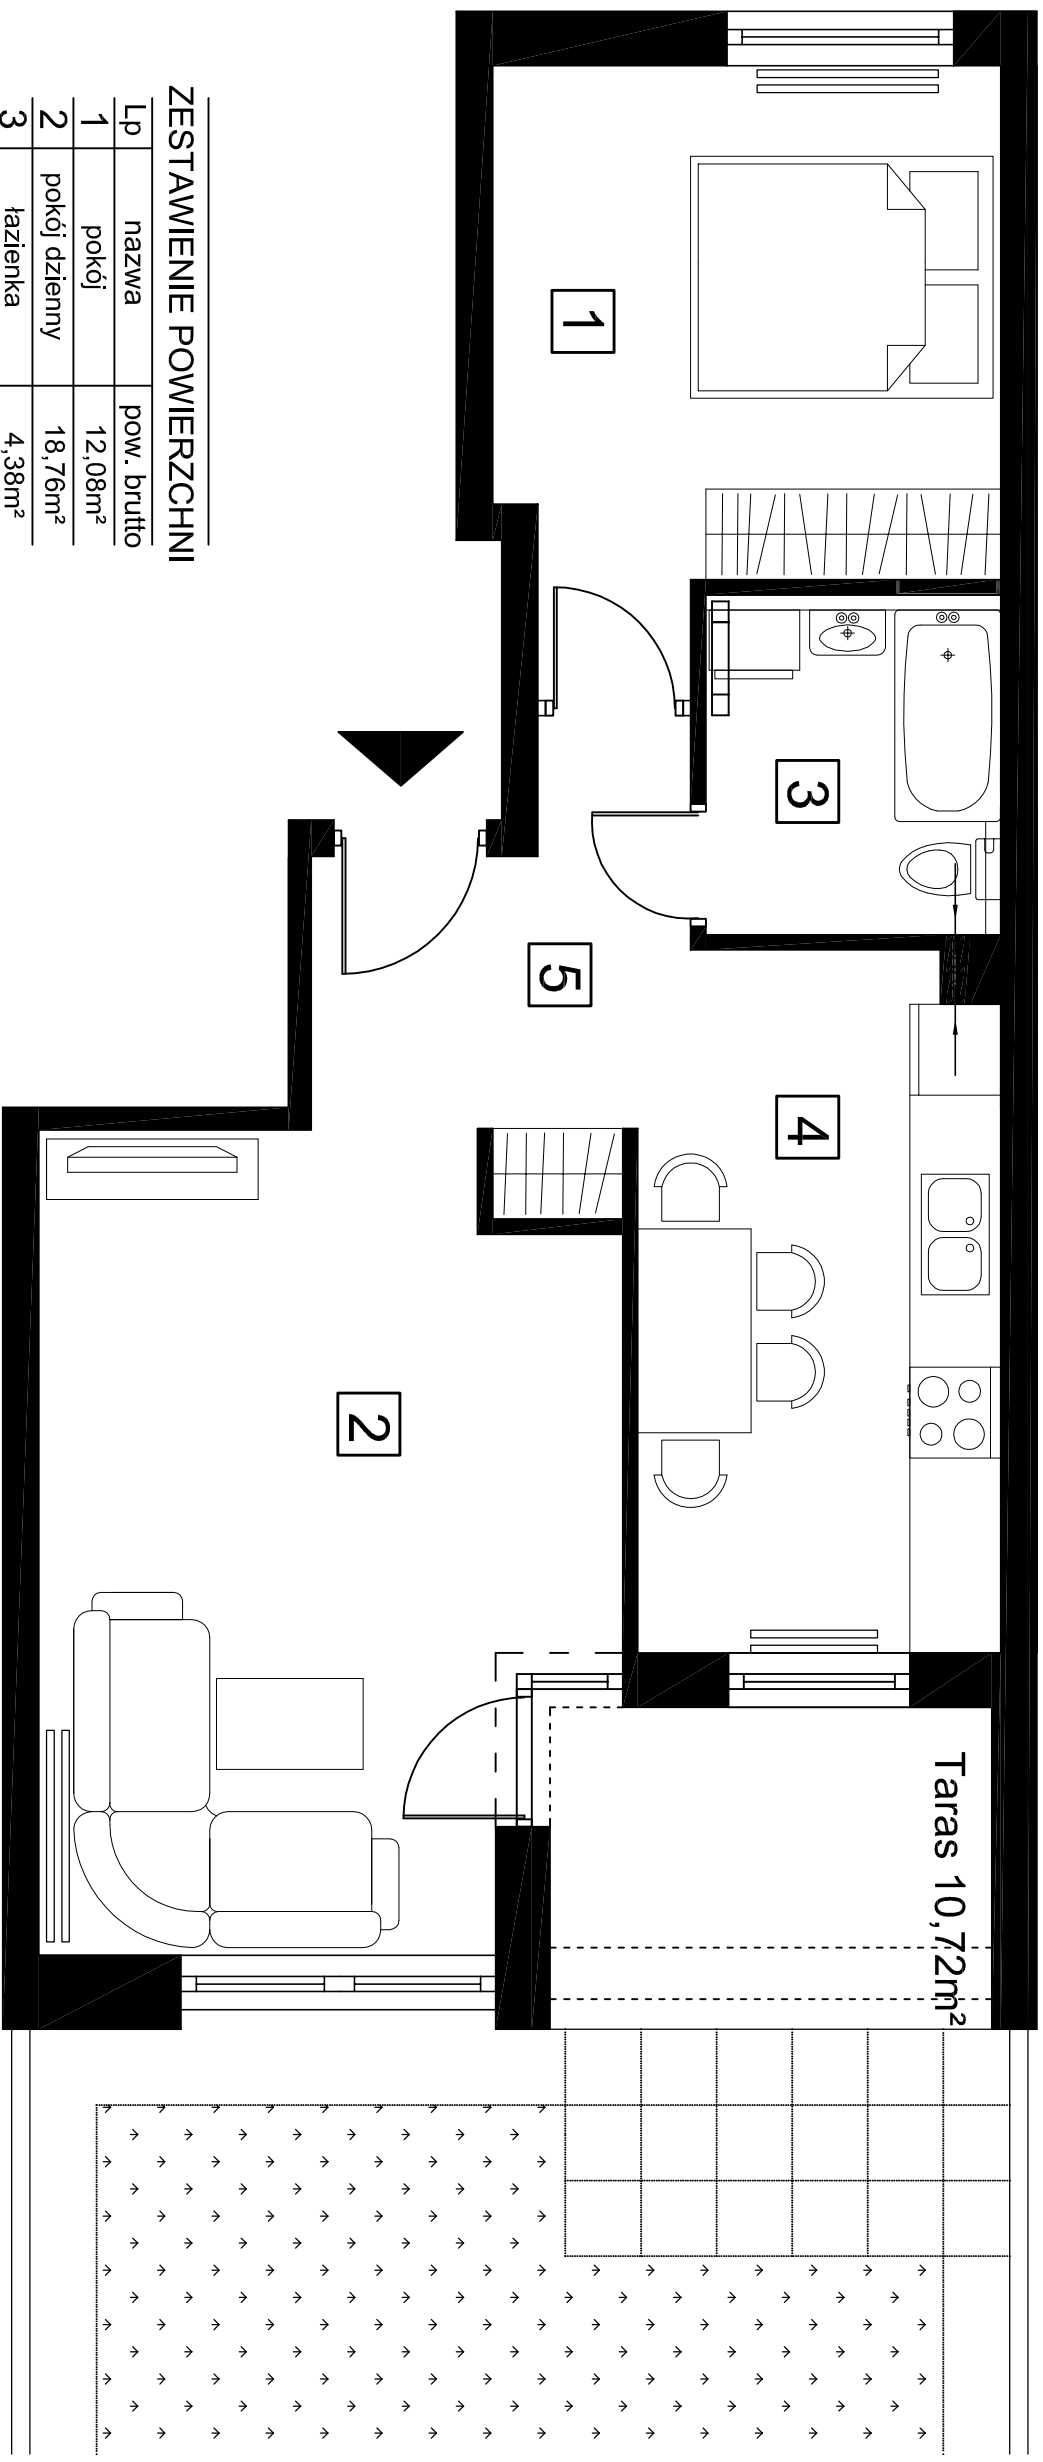 ZESTAWIENIE POWIERZCHNI
Lp nazwa pow. brutto
1 pokój 12,08m²
2 pokój dzienny 18,76m²
3 łazienka 4,38m²
1
3
5
4
2
Taras 10,72m²